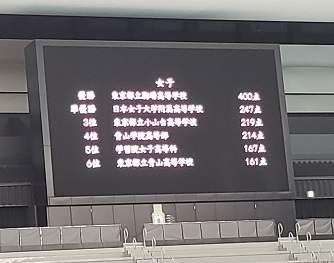 女子
優勝 東京都立駒場高等学校 400点
準優勝 日本女子大学附属高等学校 247点
3位 東京都立小山台高等学校 219点
4位 青山学院高等部 214点
5位 学習院女子高等科 167点
6位 東京都立青山高等学校 161点